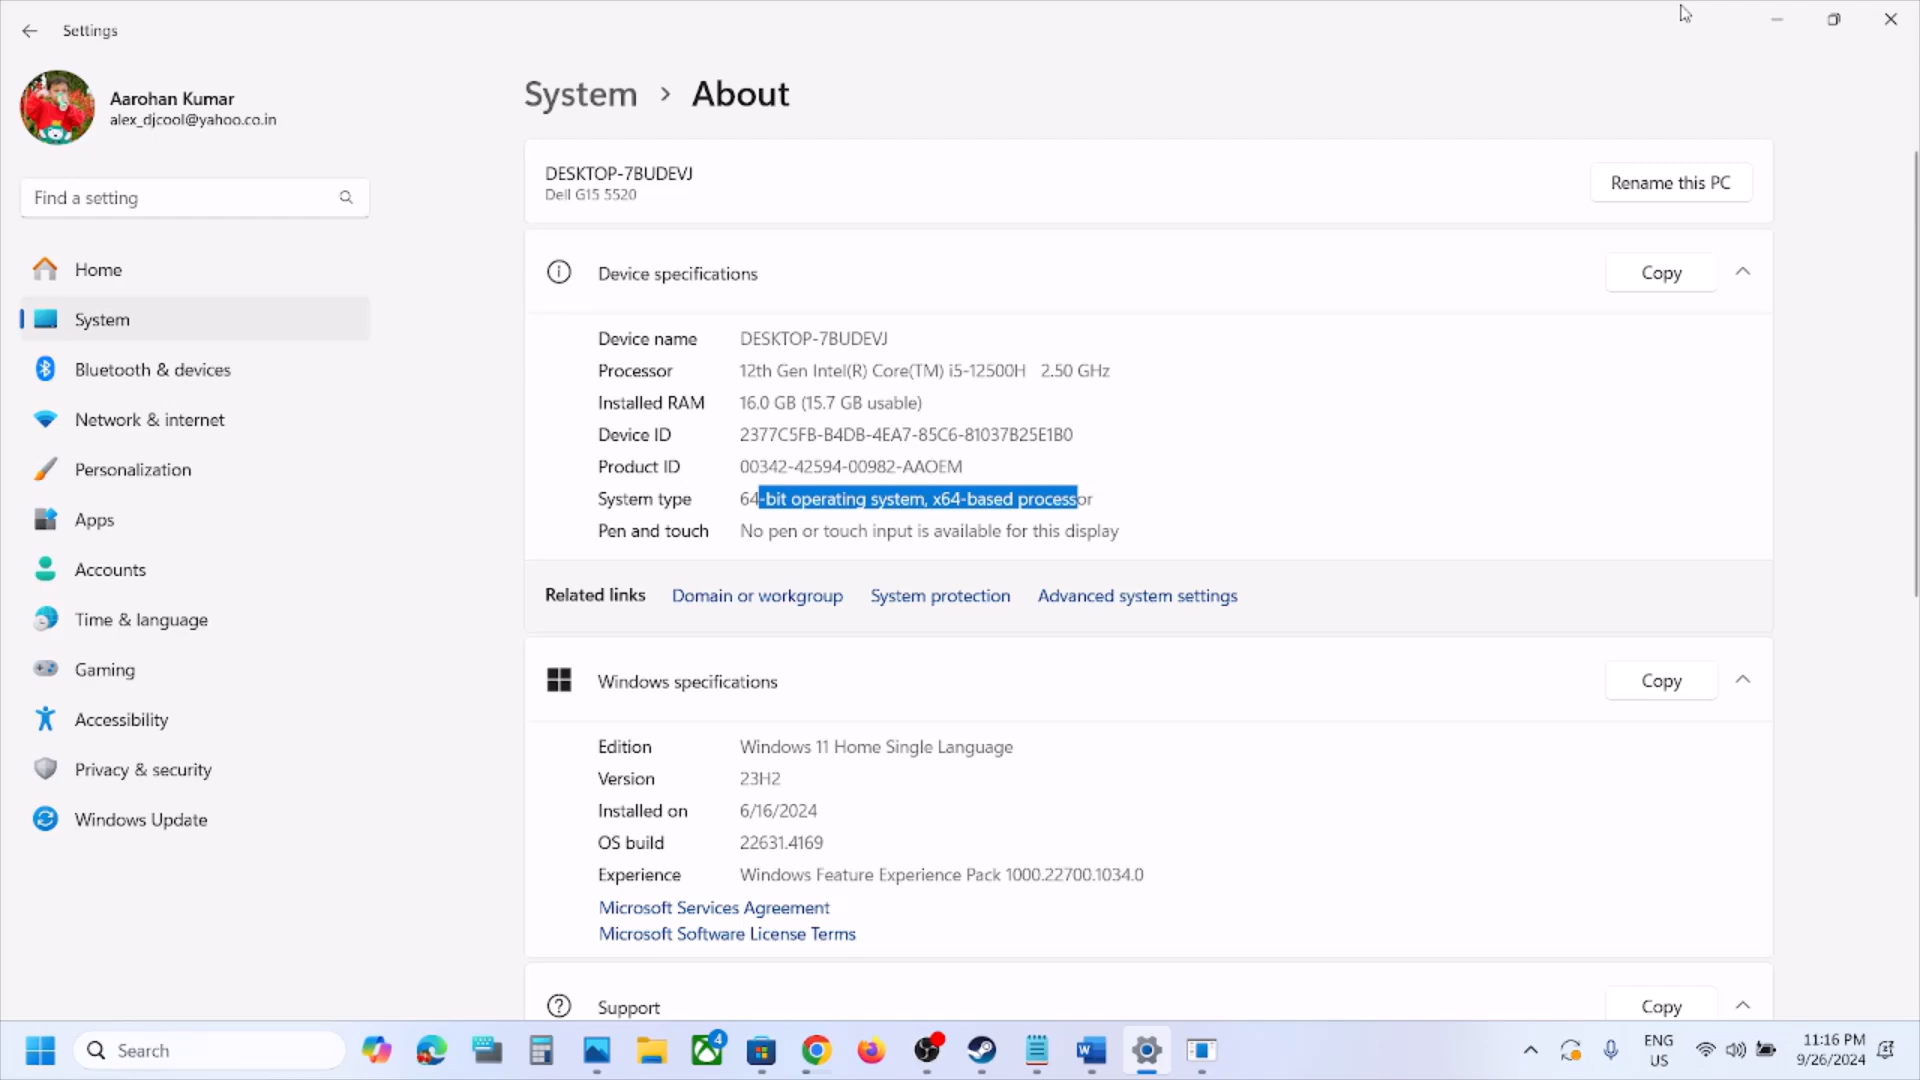 Settings
Aarohan Kumar
alex_djcool@yahoo.co.in
Find a setting
Home
System
Bluetooth & devices
Network & internet
Personalization
Apps
Accounts
Time & language
Gaming
Accessibility
Privacy & security
Windows Update
System > About
DESKTOP-7BUDEVJ
Dell G15 5520
Rename this PC
Device specifications
Copy
Device name DESKTOP-7BUDEVJ
Processor 12th Gen Intel(R) Core(TM) i5-12500H 2.50 GHz
Installed RAM 16.0 GB (15.7 GB usable)
Device ID 2377C5FB-B4DB-4EA7-85C6-81037B25E1B0
Product ID 00342-42594-00982-AAOEM
System type 64-bit operating system, x64-based processor
Pen and touch No pen or touch input is available for this display
Related links Domain or workgroup System protection Advanced system settings
Windows specifications
Copy
Edition Windows 11 Home Single Language
Version 23H2
Installed on 6/16/2024
OS build 22631.4169
Experience Windows Feature Experience Pack 1000.22700.1034.0
Microsoft Services Agreement
Microsoft Software License Terms
Support
Copy
Search
4
ENG
US
11:16 PM
9/26/2024